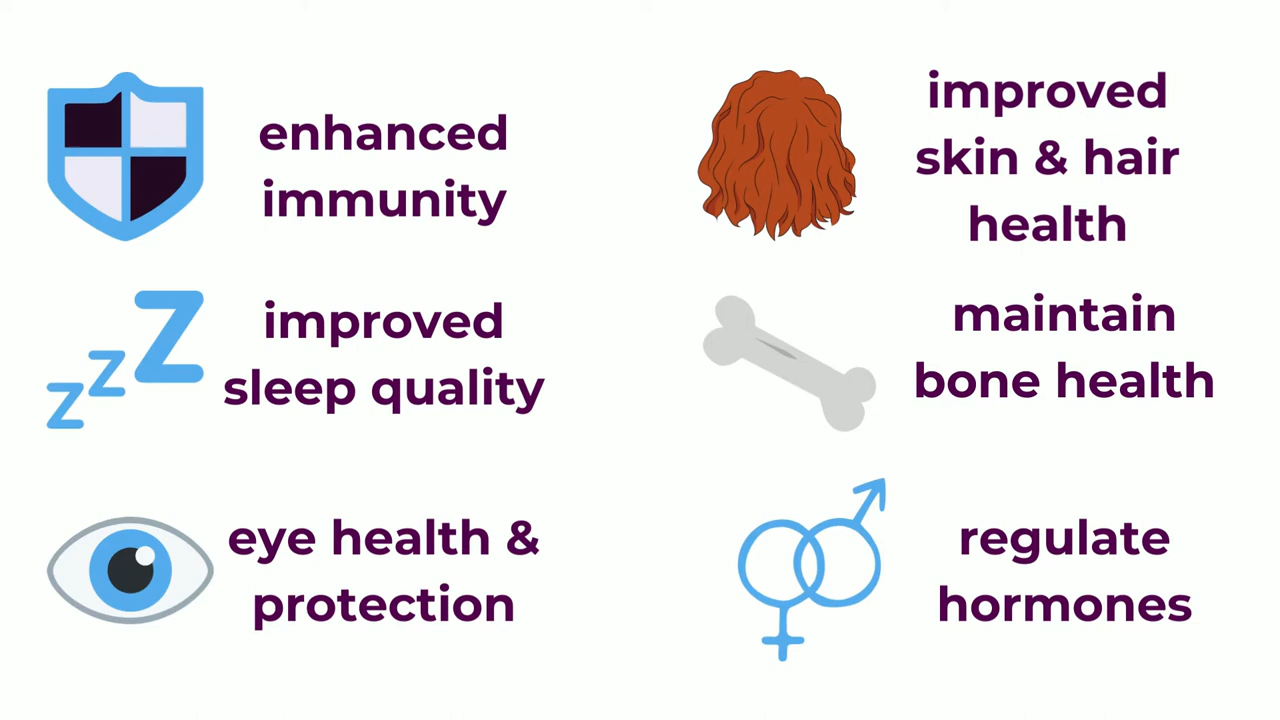 enhanced
immunity
improved
skin & hair
health
improved
sleep quality
maintain
bone health
eye health &
protection
regulate
hormones